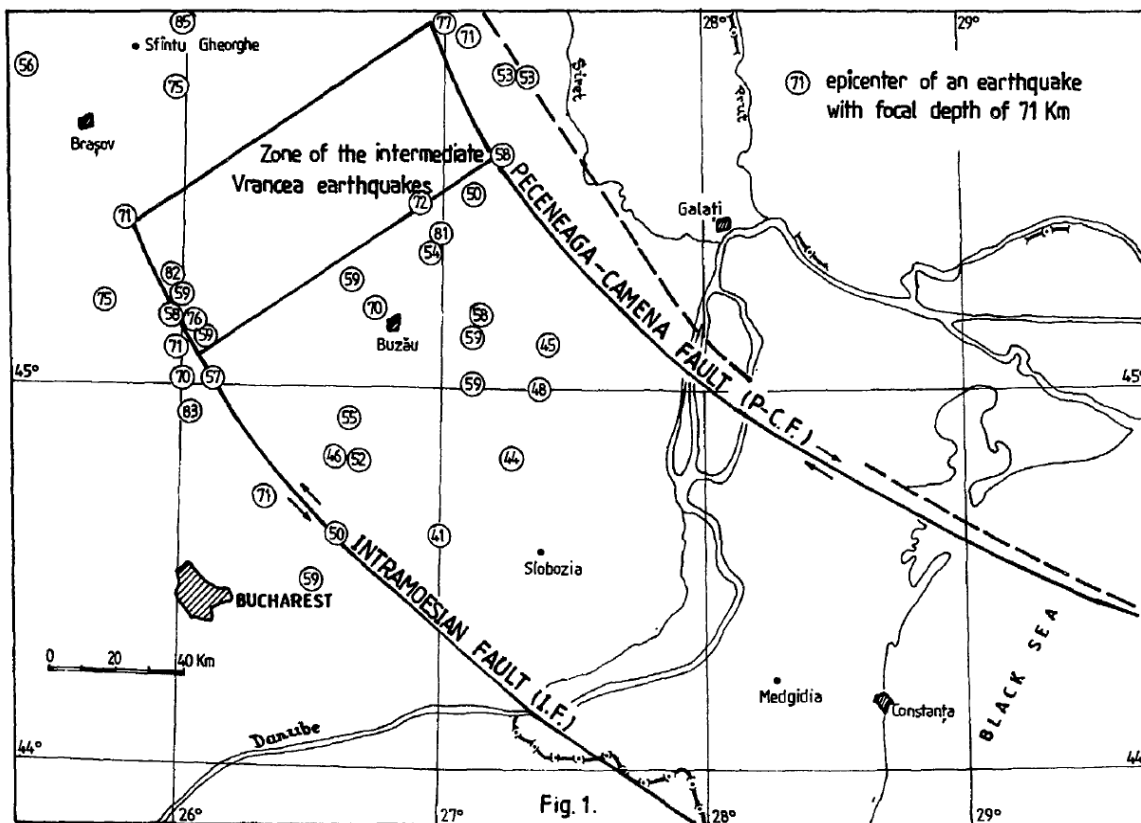 28°
29°
85
77
71
Sfîntu Gheorghe
56
75
53
53
Siret
Prut
71 epicenter of an earthquake
with focal depth of 71 Km
Brașov
Zone of the intermediate
Vrancea earthquakes
58
PECENEAGA-CAMENA FAULT (P-C.F.)
50
72
71
Galați
81
54
82
59
59
75
58
76
70
58
Buzău
59
59
71
45
45°
45°
70
57
59
48
83
55
46
52
44
71
50
41
Slobozia
INTRAMOESIAN FAULT (I.F.)
59
BUCHAREST
0 20 40 Km
BLACK SEA
Medgidia
Constanța
Danube
44°
44
26°
27°
Fig. 1.
28°
29°